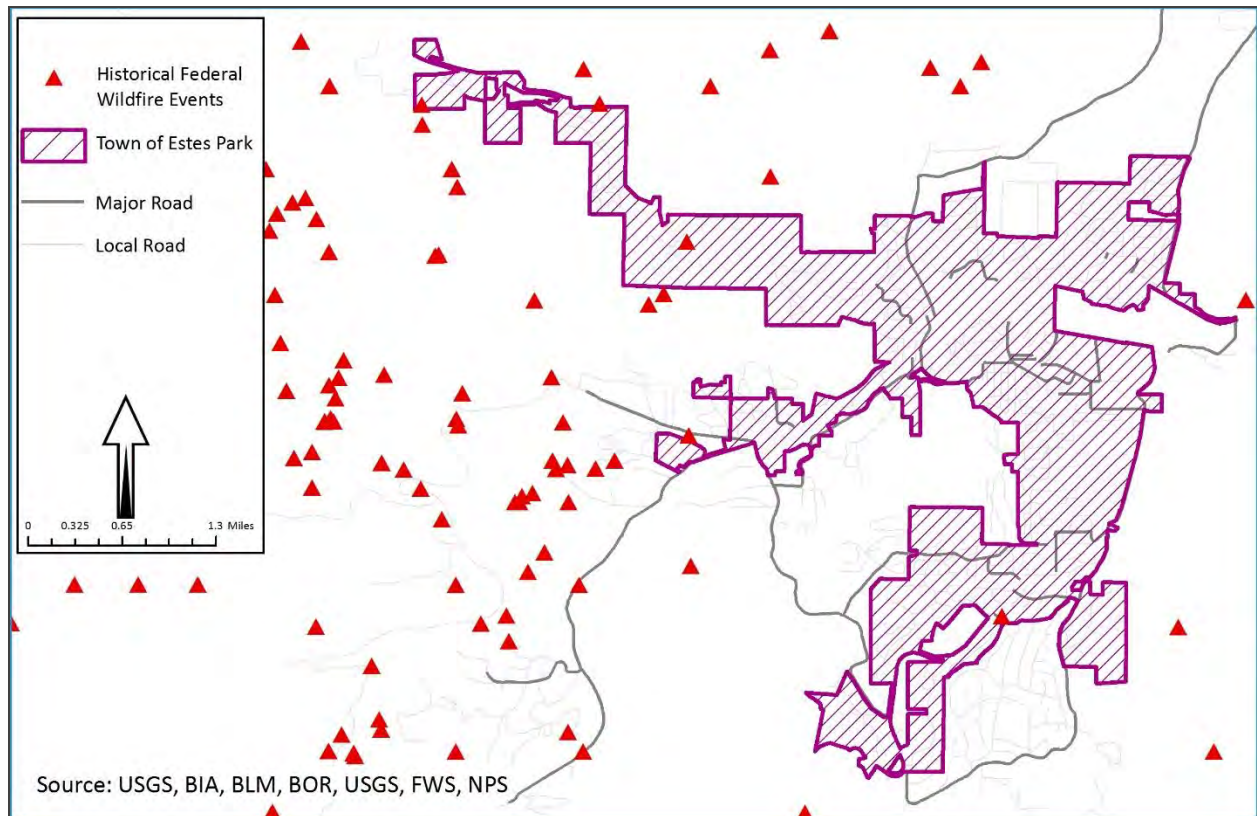 Historical Federal
Wildfire Events
Town of Estes Park
Major Road
Local Road
0 0.325 0.65 1.3 Miles
Source: USGS, BIA, BLM, BOR, USGS, FWS, NPS